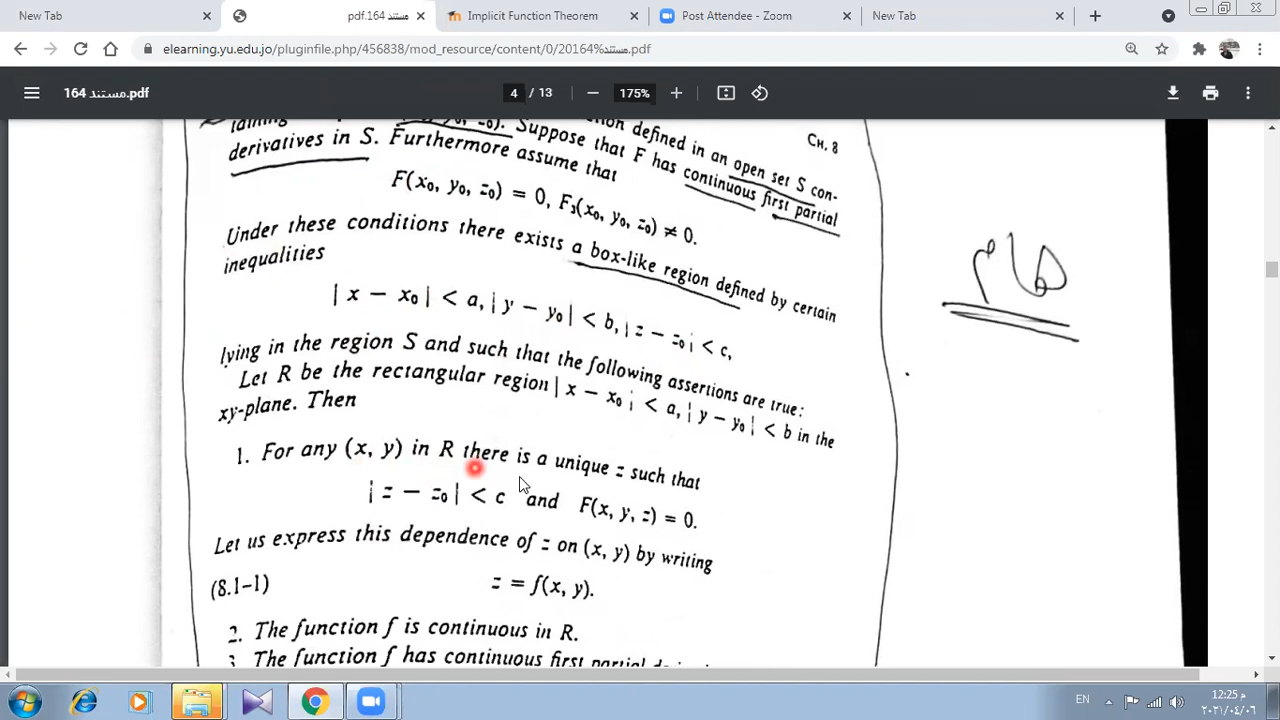 New Tab
مستند 164.pdf
Implicit Function Theorem
Post Attendee - Zoom
New Tab
elearning.yu.edu.jo/pluginfile.php/456838/mod_resource/content/0/20164%مستند.pdf
مستند 164.pdf
4 / 13
175%
CH. 8
tion defined in an open set S con-
Suppose that F has continuous first partial
derivatives in S. Furthermore assume that
F(x₀, y₀, z₀) = 0, F₃(x₀, y₀, z₀) ≠ 0.
Under these conditions there exists a box-like region defined by certain
inequalities
| x − x₀ | < a, | y − y₀ | < b, | z − z₀ | < c,
lying in the region S and such that the following assertions are true:
Let R be the rectangular region | x − x₀ | < a, | y − y₀ | < b in the
xy-plane. Then
1. For any (x, y) in R there is a unique z such that
| z − z₀ | < c and F(x, y, z) = 0.
Let us express this dependence of z on (x, y) by writing
(8.1–1) z = f(x, y).
2. The function f is continuous in R.
3. The function f has continuous first partial
هام
EN
12:25 م
٢٠٢١/٠٤/٠٦